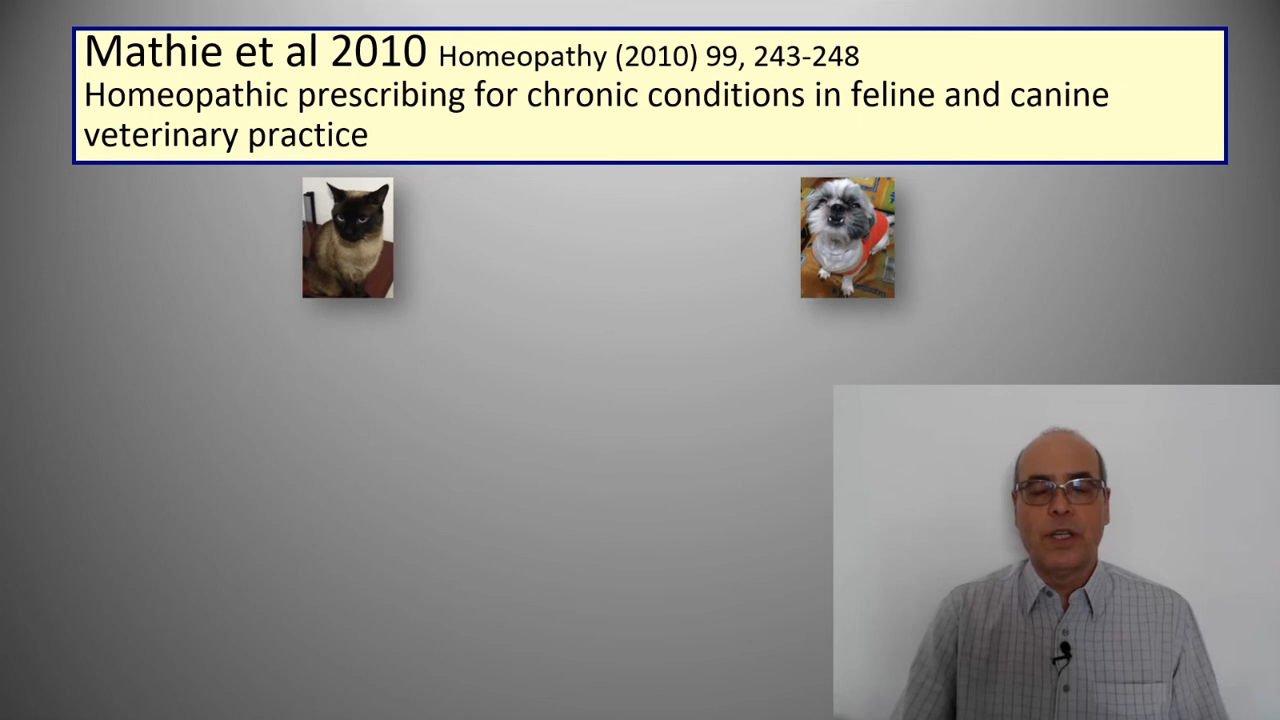 Mathie et al 2010 Homeopathy (2010) 99, 243-248
Homeopathic prescribing for chronic conditions in feline and canine
veterinary practice